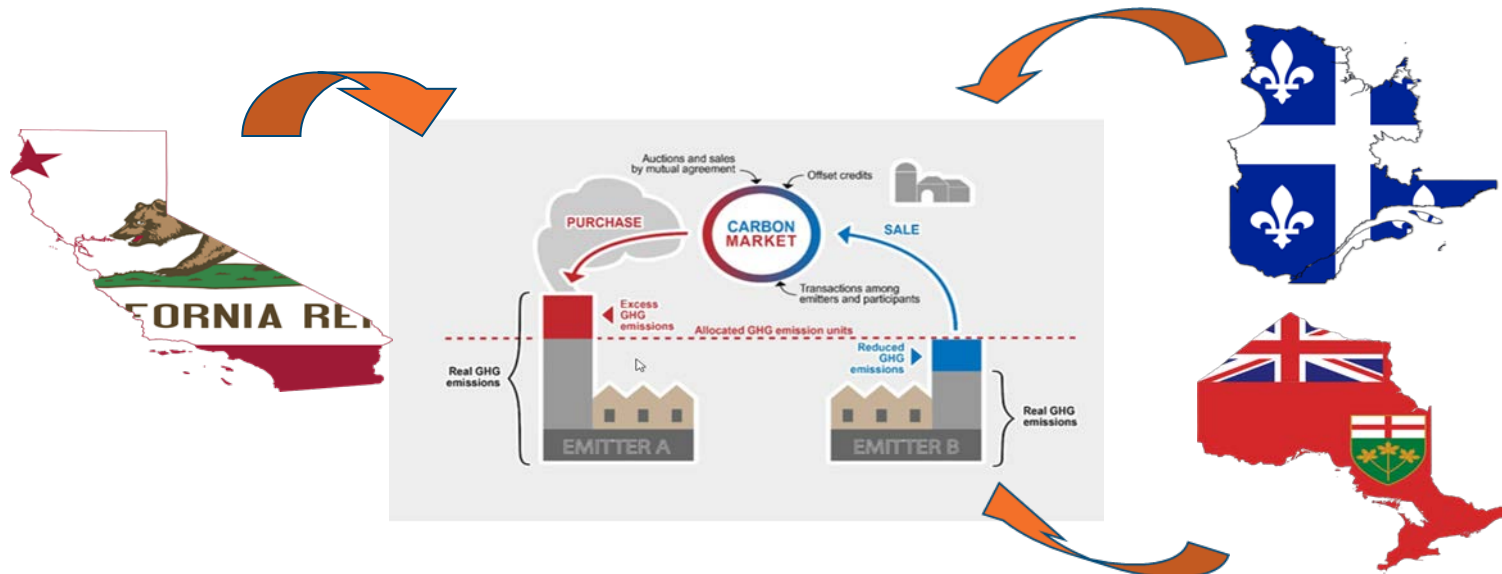 Auctions and sales
by mutual agreement
Offset credits
PURCHASE
CARBON
MARKET
SALE
Transactions among
emitters and participants
Excess
GHG
emissions
Allocated GHG emission units
Reduced
GHG
emissions
Real GHG
emissions
Real GHG
emissions
EMITTER A
EMITTER B
FORNIA RE